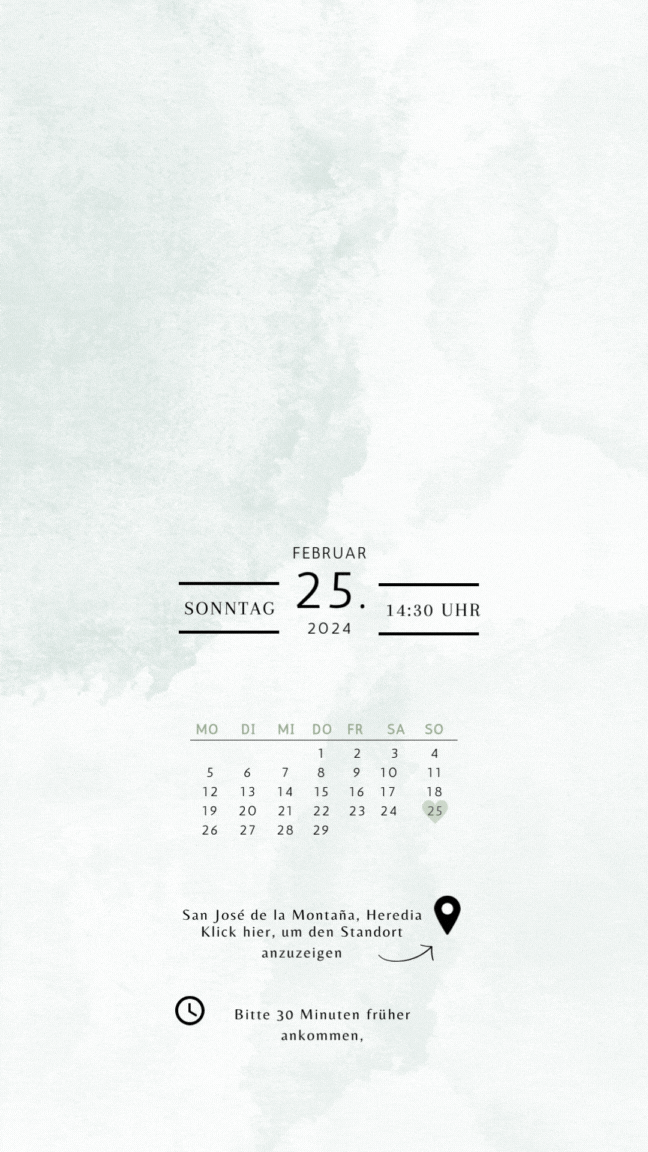 FEBRUAR
SONNTAG 25. 14:30 UHR
2024
MO DI MI DO FR SA SO
1 2 3 4
5 6 7 8 9 10 11
12 13 14 15 16 17 18
19 20 21 22 23 24 25
26 27 28 29
San José de la Montaña, Heredia
Klick hier, um den Standort
anzuzeigen
Bitte 30 Minuten früher
ankommen,